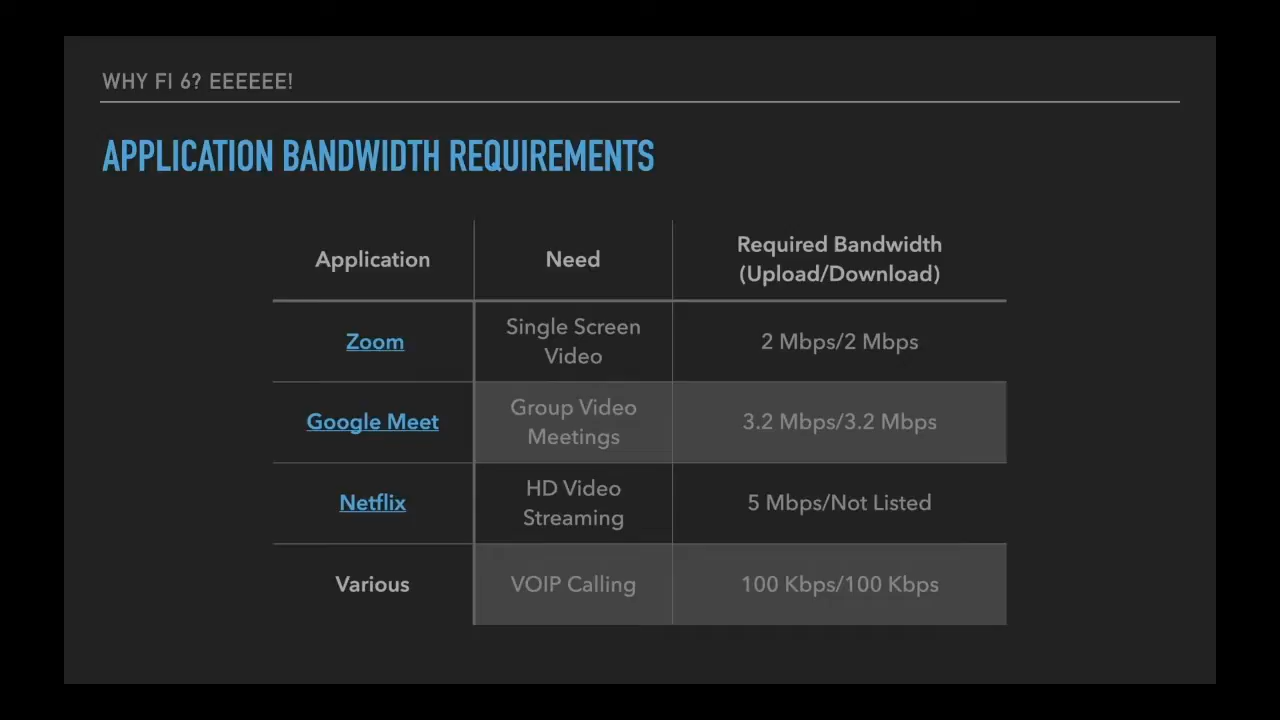 WHY FI 6? EEEEEE!
APPLICATION BANDWIDTH REQUIREMENTS
Application
Need
Required Bandwidth
(Upload/Download)
Zoom
Single Screen
Video
2 Mbps/2 Mbps
Google Meet
Group Video
Meetings
3.2 Mbps/3.2 Mbps
Netflix
HD Video
Streaming
5 Mbps/Not Listed
Various
VOIP Calling
100 Kbps/100 Kbps